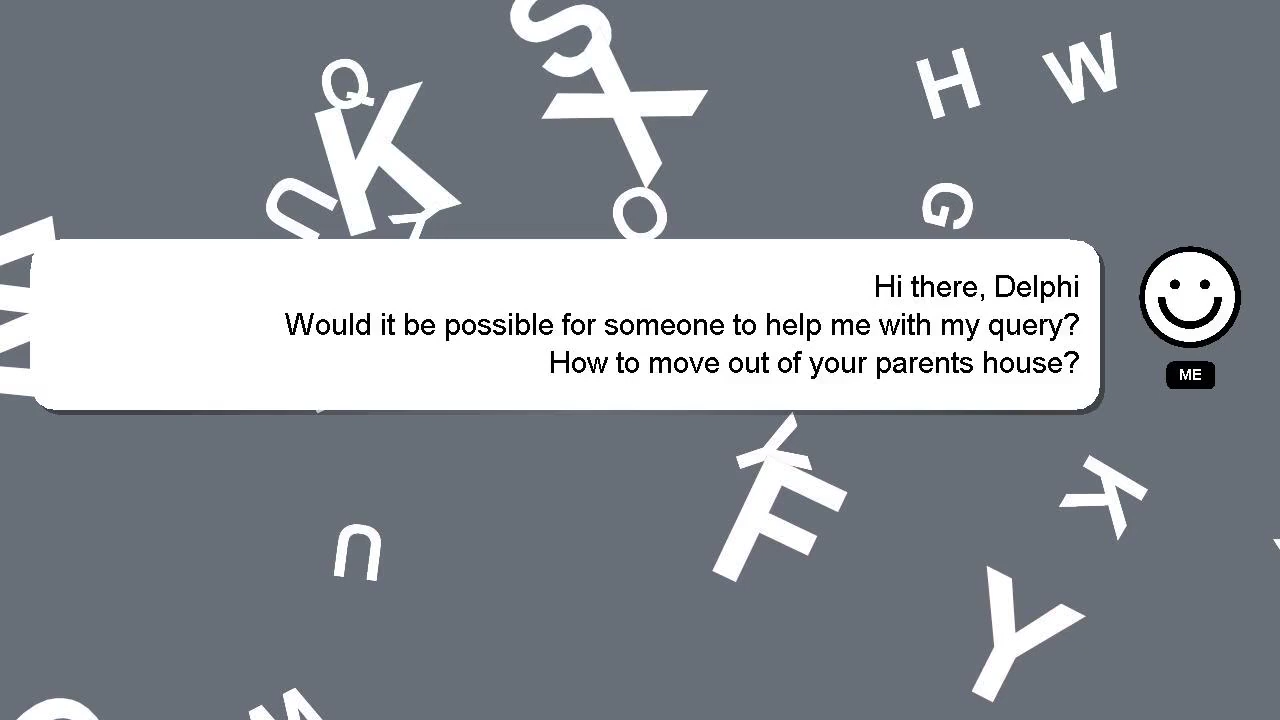 S
Q
X
H
W
K
U
Y
O
G
W
Hi there, Delphi
Would it be possible for someone to help me with my query?
How to move out of your parents house?
ME
Y
F
K
U
Y
W